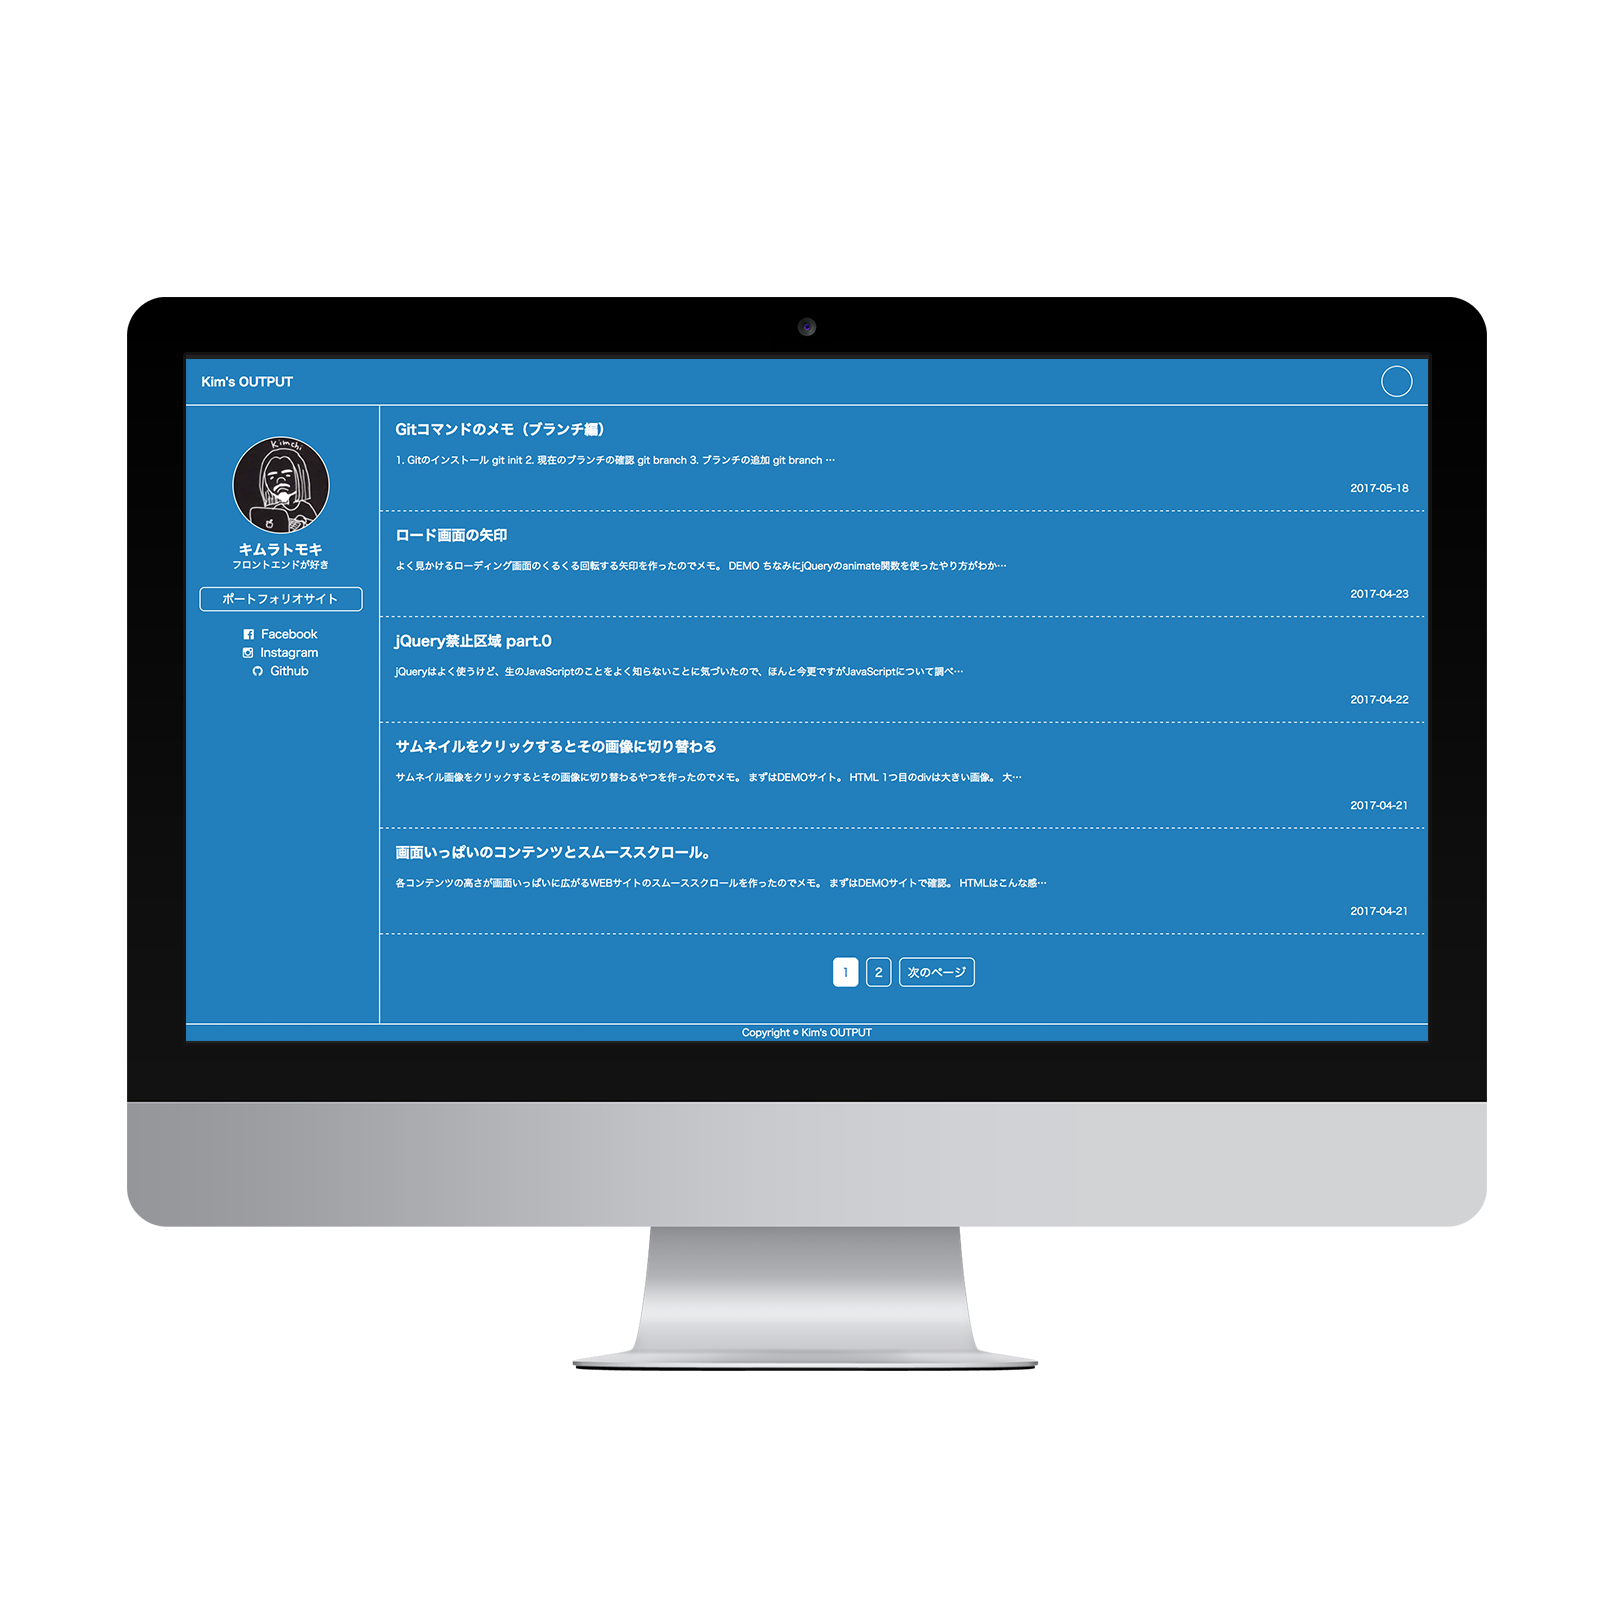 Kim's OUTPUT
Kimchi
キムラトモキ
フロントエンドが好き
ポートフォリオサイト
Facebook
Instagram
Github
Gitコマンドのメモ（ブランチ編）
1. Gitのインストール git init 2. 現在のブランチの確認 git branch 3. ブランチの追加 git branch …
2017-05-18
ロード画面の矢印
よく見かけるローディング画面のくるくる回転する矢印を作ったのでメモ。 DEMO ちなみにjQueryのanimate関数を使ったやり方がわか…
2017-04-23
jQuery禁止区域 part.0
jQueryはよく使うけど、生のJavaScriptのことをよく知らないことに気づいたので、ほんと今更ですがJavaScriptについて調べ…
2017-04-22
サムネイルをクリックするとその画像に切り替わる
サムネイル画像をクリックするとその画像に切り替わるやつを作ったのでメモ。 まずはDEMOサイト。 HTML 1つ目のdivは大きい画像。 大…
2017-04-21
画面いっぱいのコンテンツとスムーススクロール。
各コンテンツの高さが画面いっぱいに広がるWEBサイトのスムーススクロールを作ったのでメモ。 まずはDEMOサイトで確認。 HTMLはこんな感…
2017-04-21
1 2 次のページ
Copyright © Kim's OUTPUT